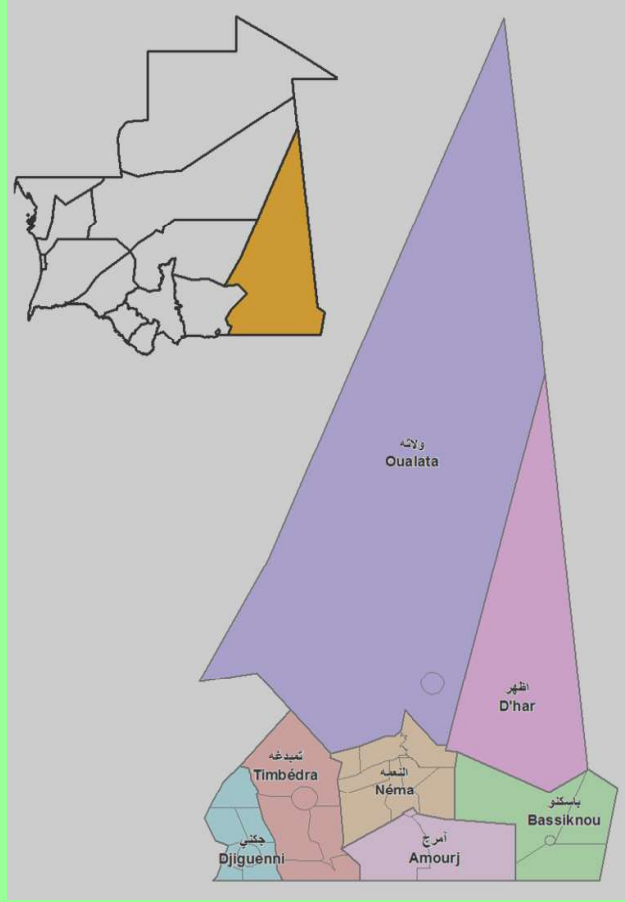 ولاته
Oualata
اظهر
D'har
تمبدغه
Timbédra
النعمه
Néma
باسكنو
Bassiknou
جكني
Djiguenni
أمرج
Amourj